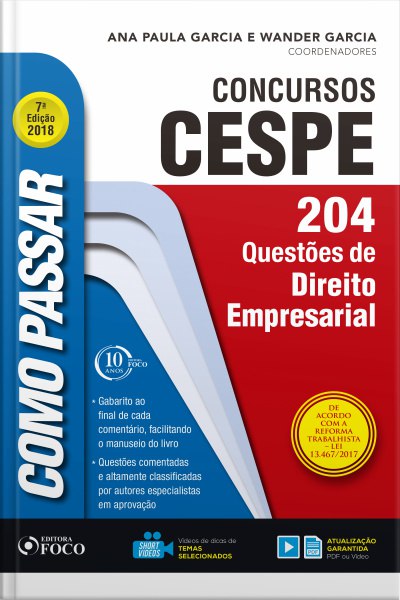 ANA PAULA GARCIA E WANDER GARCIA
COORDENADORES
7ª
Edição
2018
CONCURSOS
CESPE
COMO PASSAR
204
Questões de
Direito
Empresarial
10
ANOS
EDITORA
FOCO
• Gabarito ao
final de cada
comentário, facilitando
o manuseio do livro
• Questões comentadas
e altamente classificadas
por autores especialistas
em aprovação
DE
ACORDO
COM A
REFORMA
TRABALHISTA
– LEI
13.467/2017
EDITORA
FOCO
SHORT
VIDEOS
Vídeos de dicas de
TEMAS
SELECIONADOS
PDF
ATUALIZAÇÃO
GARANTIDA
PDF ou Vídeo